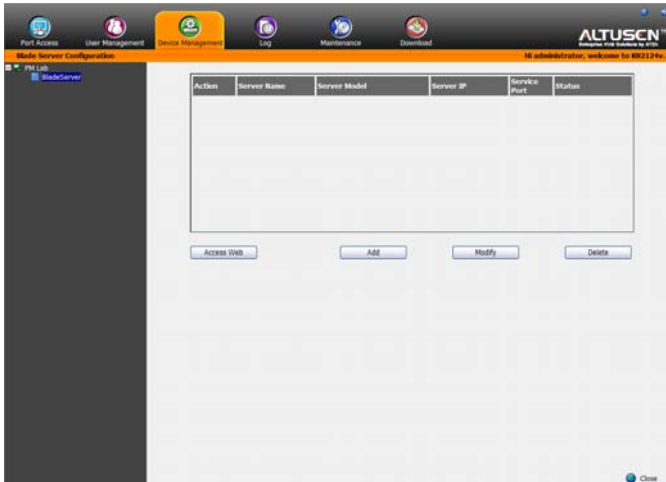 Port Access
User Management
Device Management
Log
Maintenance
Download
ALTUSCN
Blade Server Configuration
Hi administrator, welcome to KN2124v.
PM Lab
BladeServer
Action
Server Name
Server Model
Server IP
Service Port
Status
Access Web
Add
Modify
Delete
Close